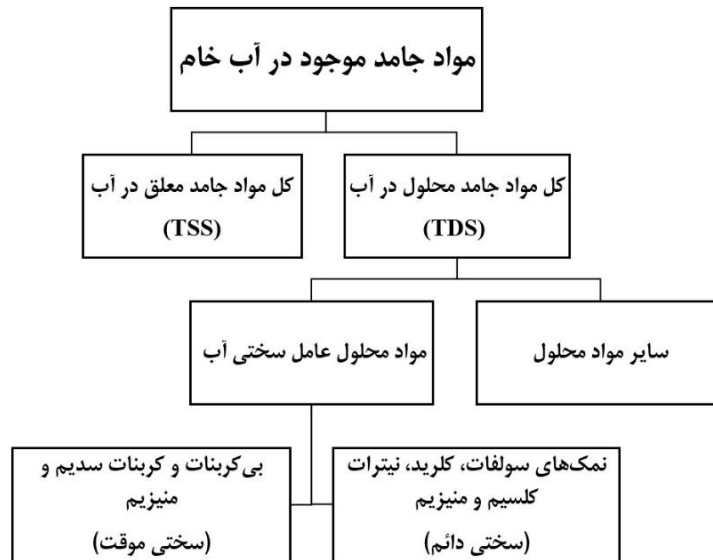 مواد جامد موجود در آب خام
کل مواد جامد محلول در آب
(TDS)
کل مواد جامد معلق در آب
(TSS)
سایر مواد محلول
مواد محلول عامل سختی آب
نمک‌های سولفات، کلرید، نیترات
کلسیم و منیزیم
(سختی دائم)
بی‌کربنات و کربنات سدیم و
منیزیم
(سختی موقت)